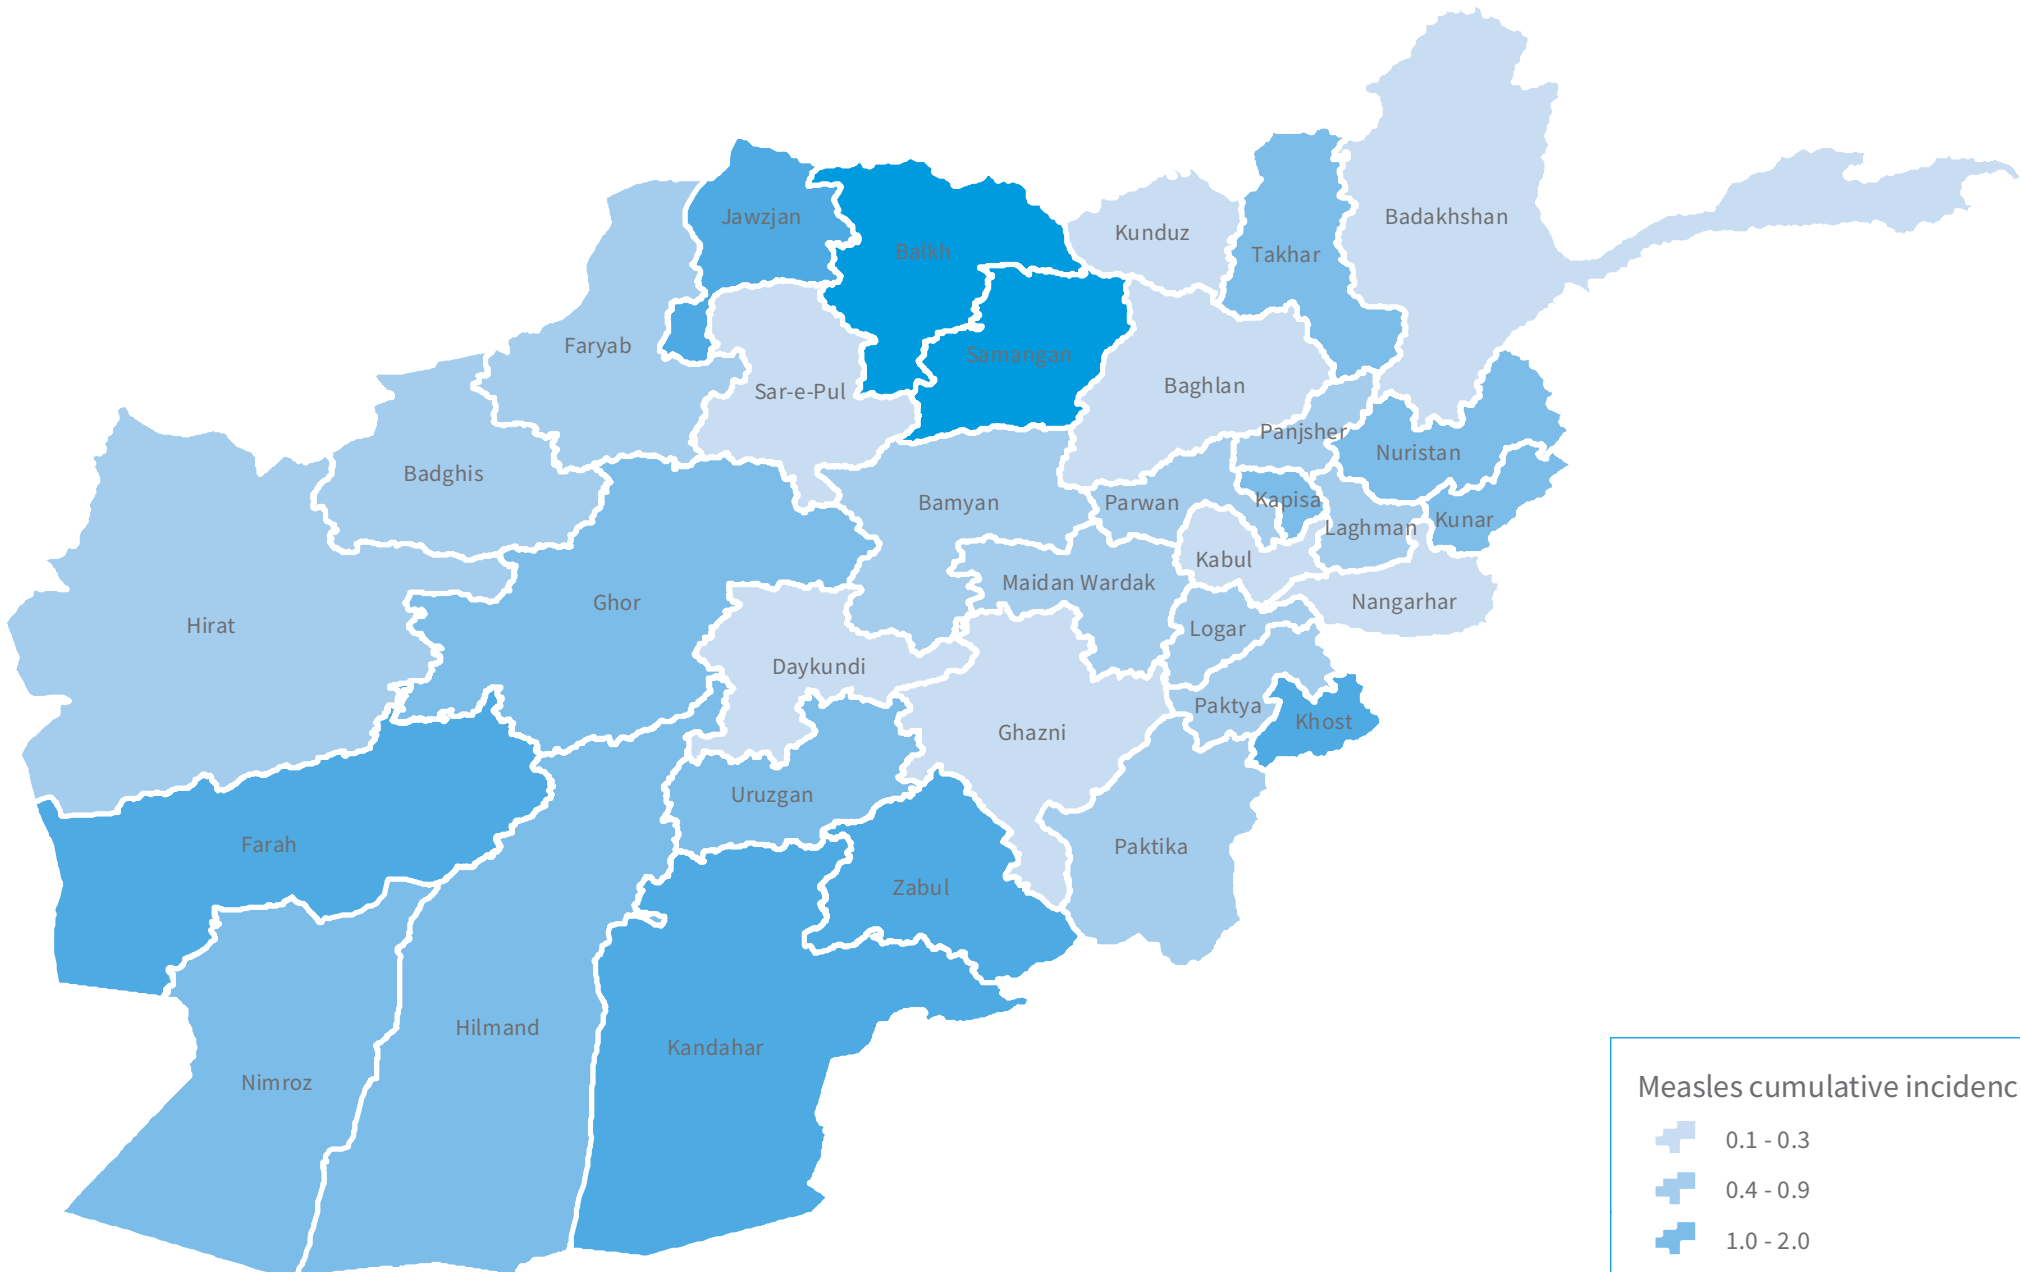 Jawzjan
Balkh
Kunduz
Takhar
Badakhshan
Faryab
Samangan
Sar-e-Pul
Baghlan
Panjsher
Nuristan
Badghis
Bamyan
Parwan
Kapisa
Laghman
Kunar
Kabul
Maidan Wardak
Nangarhar
Hirat
Ghor
Logar
Daykundi
Paktya
Khost
Ghazni
Uruzgan
Farah
Paktika
Zabul
Hilmand
Kandahar
Nimroz
Measles cumulative incidenc
0.1 - 0.3
0.4 - 0.9
1.0 - 2.0